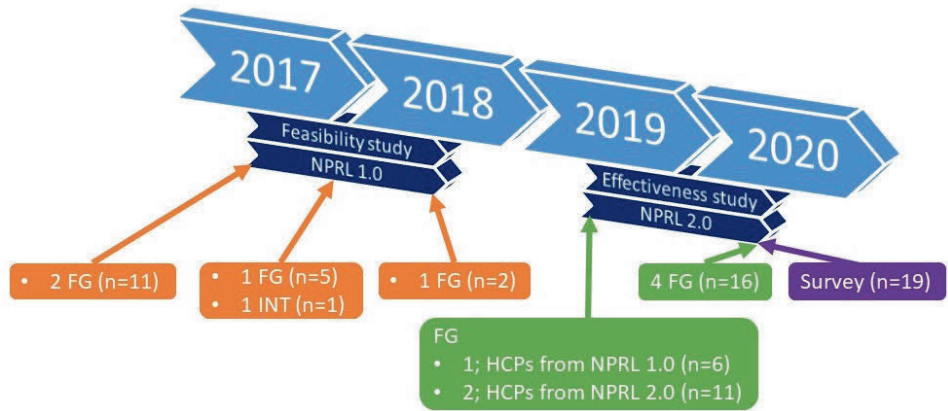 2017
2018
2019
2020
Feasibility study
NPRL 1.0
Effectiveness study
NPRL 2.0
• 2 FG (n=11)
• 1 FG (n=5)
• 1 INT (n=1)
• 1 FG (n=2)
4 FG (n=16)
Survey (n=19)
FG
• 1; HCPs from NPRL 1.0 (n=6)
• 2; HCPs from NPRL 2.0 (n=11)